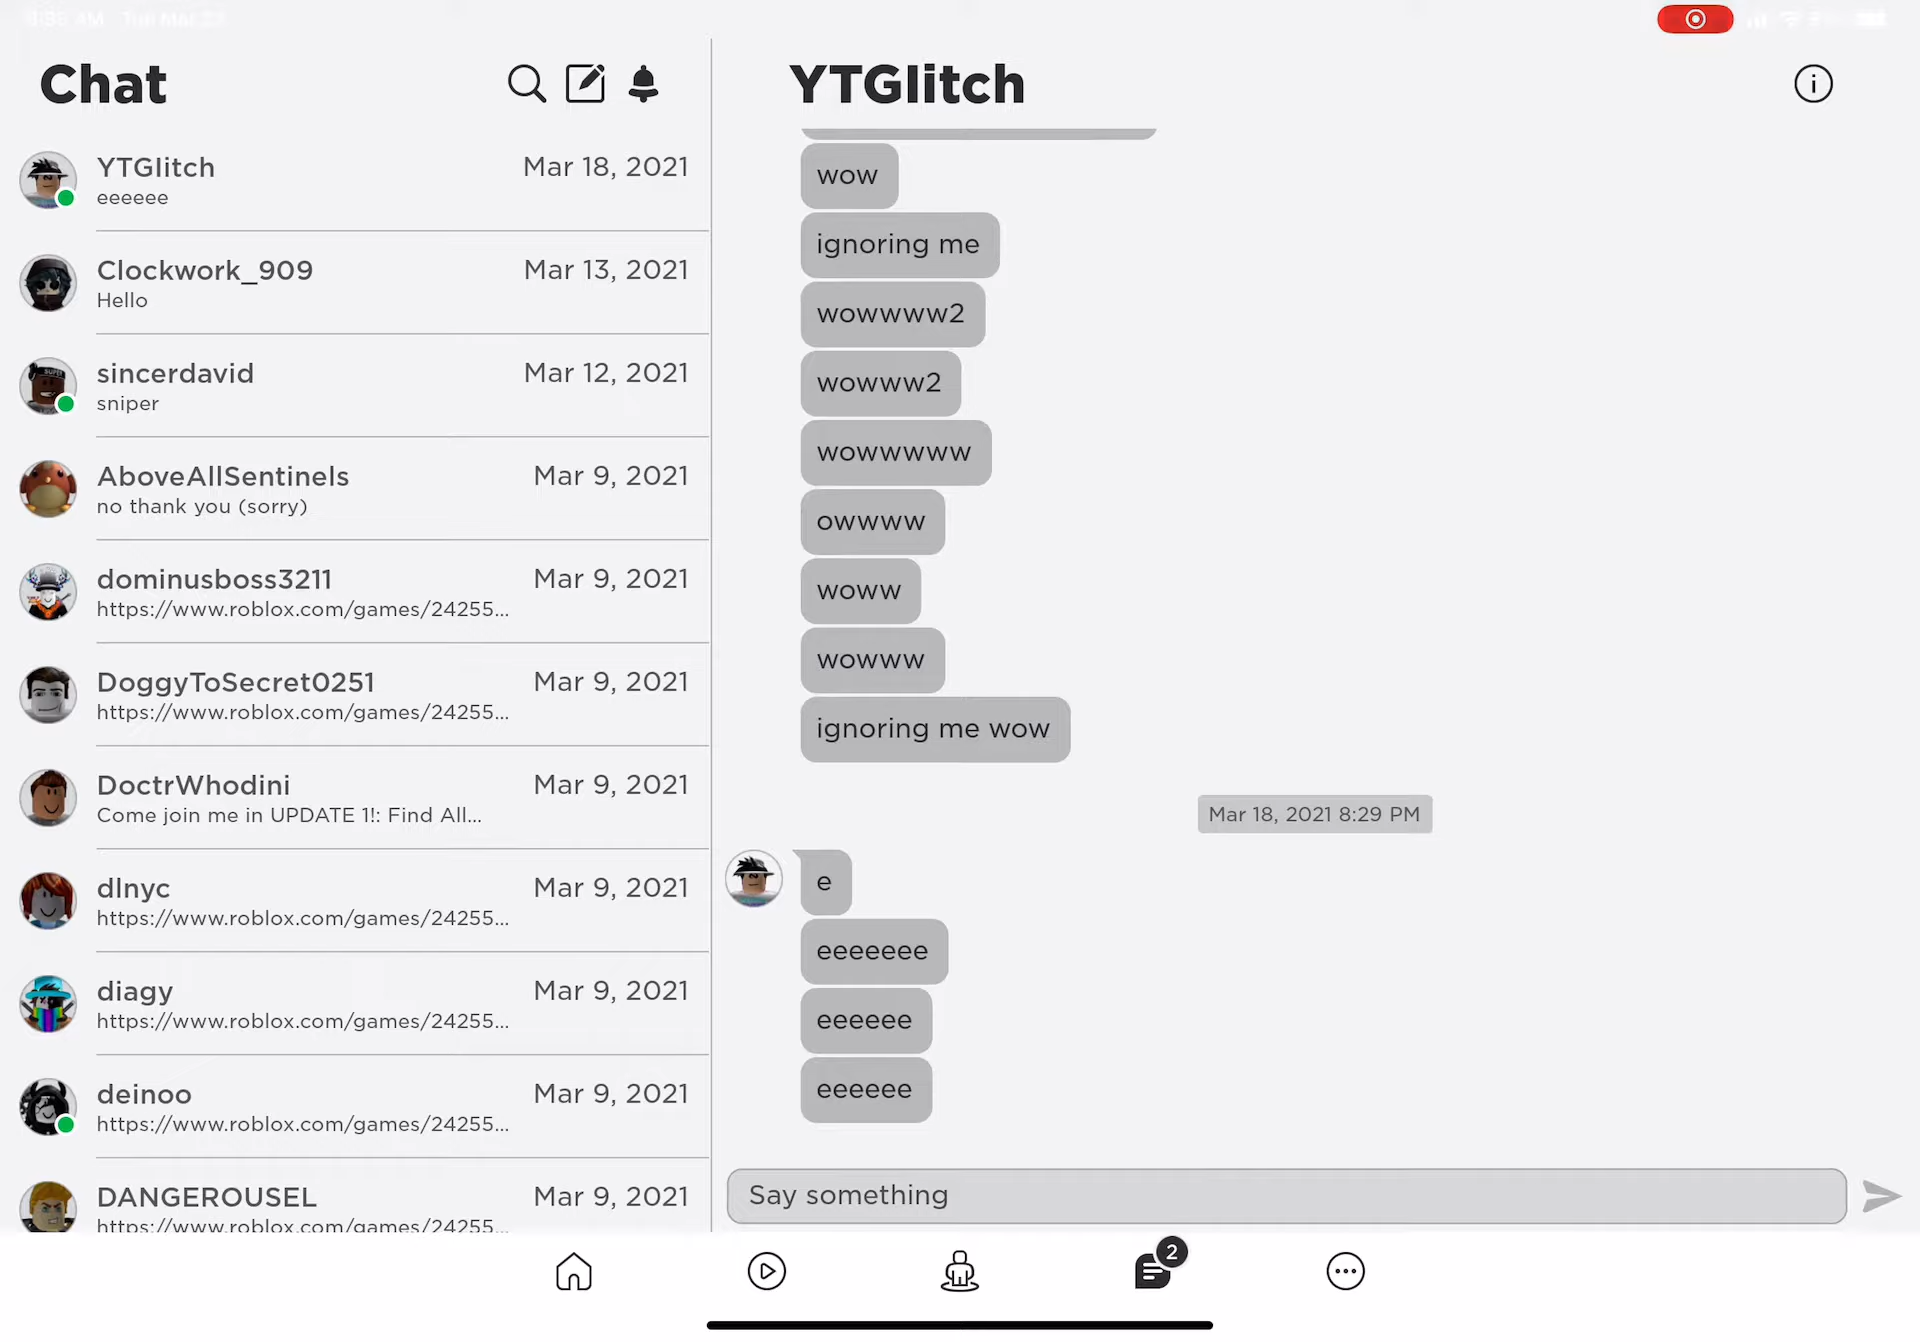 Chat
YTGlitch
Mar 18, 2021
eeeeee
Clockwork_909
Mar 13, 2021
Hello
sincerdavid
Mar 12, 2021
sniper
AboveAllSentinels
Mar 9, 2021
no thank you (sorry)
dominusboss3211
Mar 9, 2021
https://www.roblox.com/games/24255...
DoggyToSecret0251
Mar 9, 2021
https://www.roblox.com/games/24255...
DoctrWhodini
Mar 9, 2021
Come join me in UPDATE 1!: Find All...
dlnyc
Mar 9, 2021
https://www.roblox.com/games/24255...
diagy
Mar 9, 2021
https://www.roblox.com/games/24255...
deinoo
Mar 9, 2021
https://www.roblox.com/games/24255...
DANGEROUSEL
Mar 9, 2021
https://www.roblox.com/games/24255...
YTGlitch
wow
ignoring me
wowwww2
wowww2
wowwwww
owwww
woww
wowww
ignoring me wow
Mar 18, 2021 8:29 PM
e
eeeeeee
eeeeee
eeeeee
Say something
2